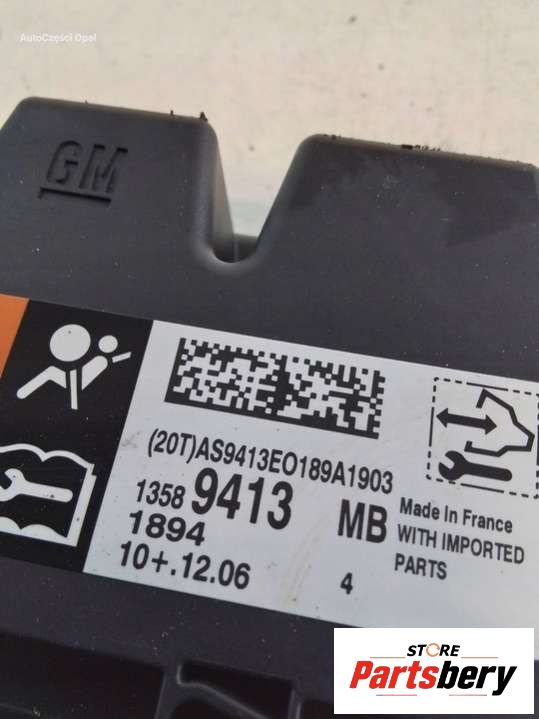 AutoCzęści Opel
GM
(20T)AS9413EO189A1903
1358 9413 MB
1894
10+.12.06 4
Made In France
WITH IMPORTED
PARTS
STORE
Partsbery